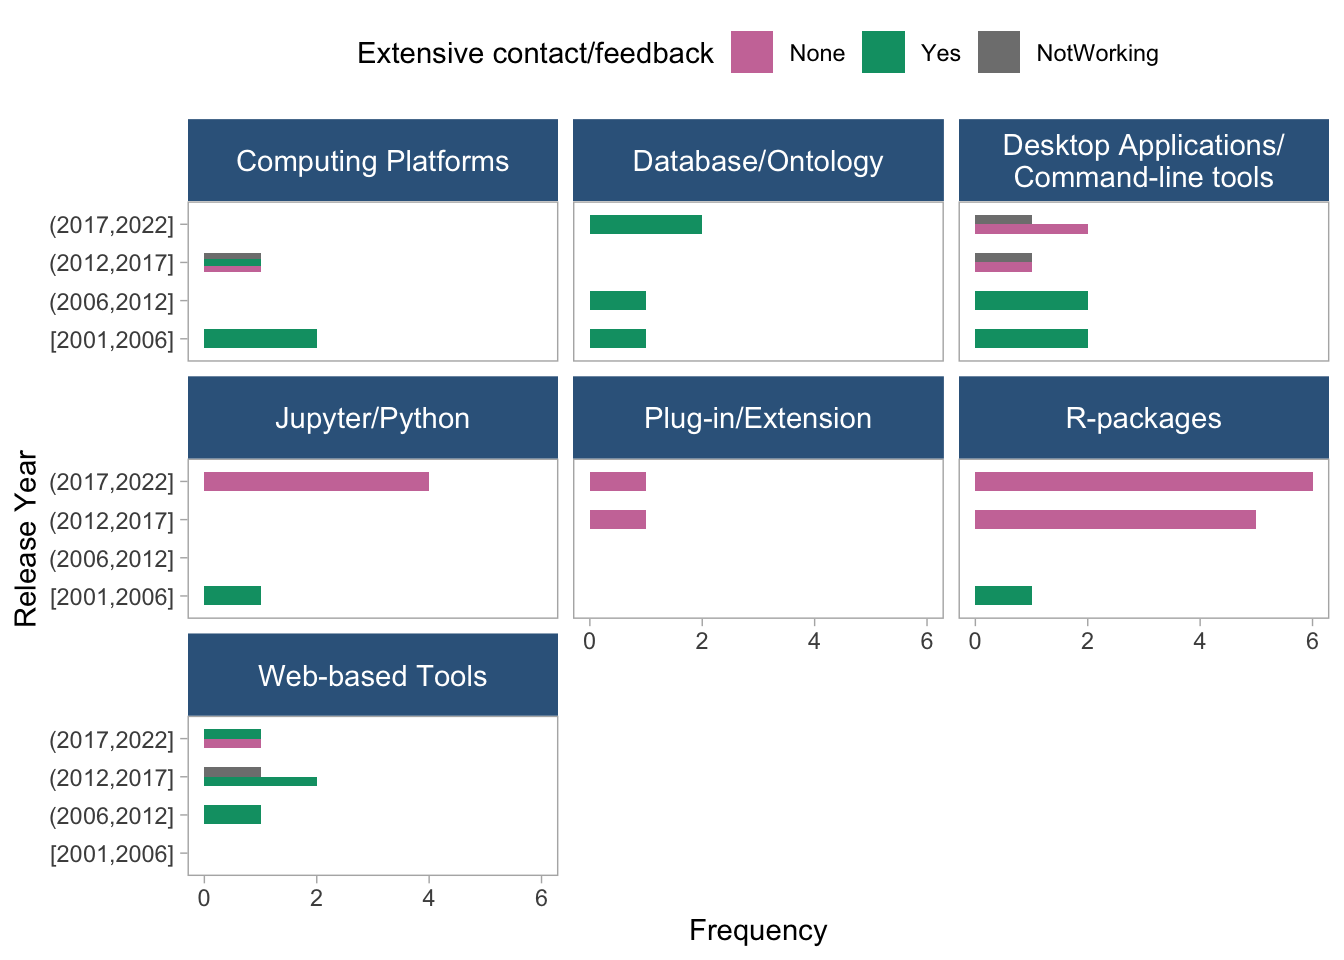 Extensive contact/feedback None Yes NotWorking
Computing Platforms
Database/Ontology
Desktop Applications/
Command-line tools
(2017,2022]
(2012,2017]
(2006,2012]
[2001,2006]
Jupyter/Python
Plug-in/Extension
R-packages
Release Year
(2017,2022]
(2012,2017]
(2006,2012]
[2001,2006]
0 2 4 6
0 2 4 6
Web-based Tools
(2017,2022]
(2012,2017]
(2006,2012]
[2001,2006]
0 2 4 6
Frequency